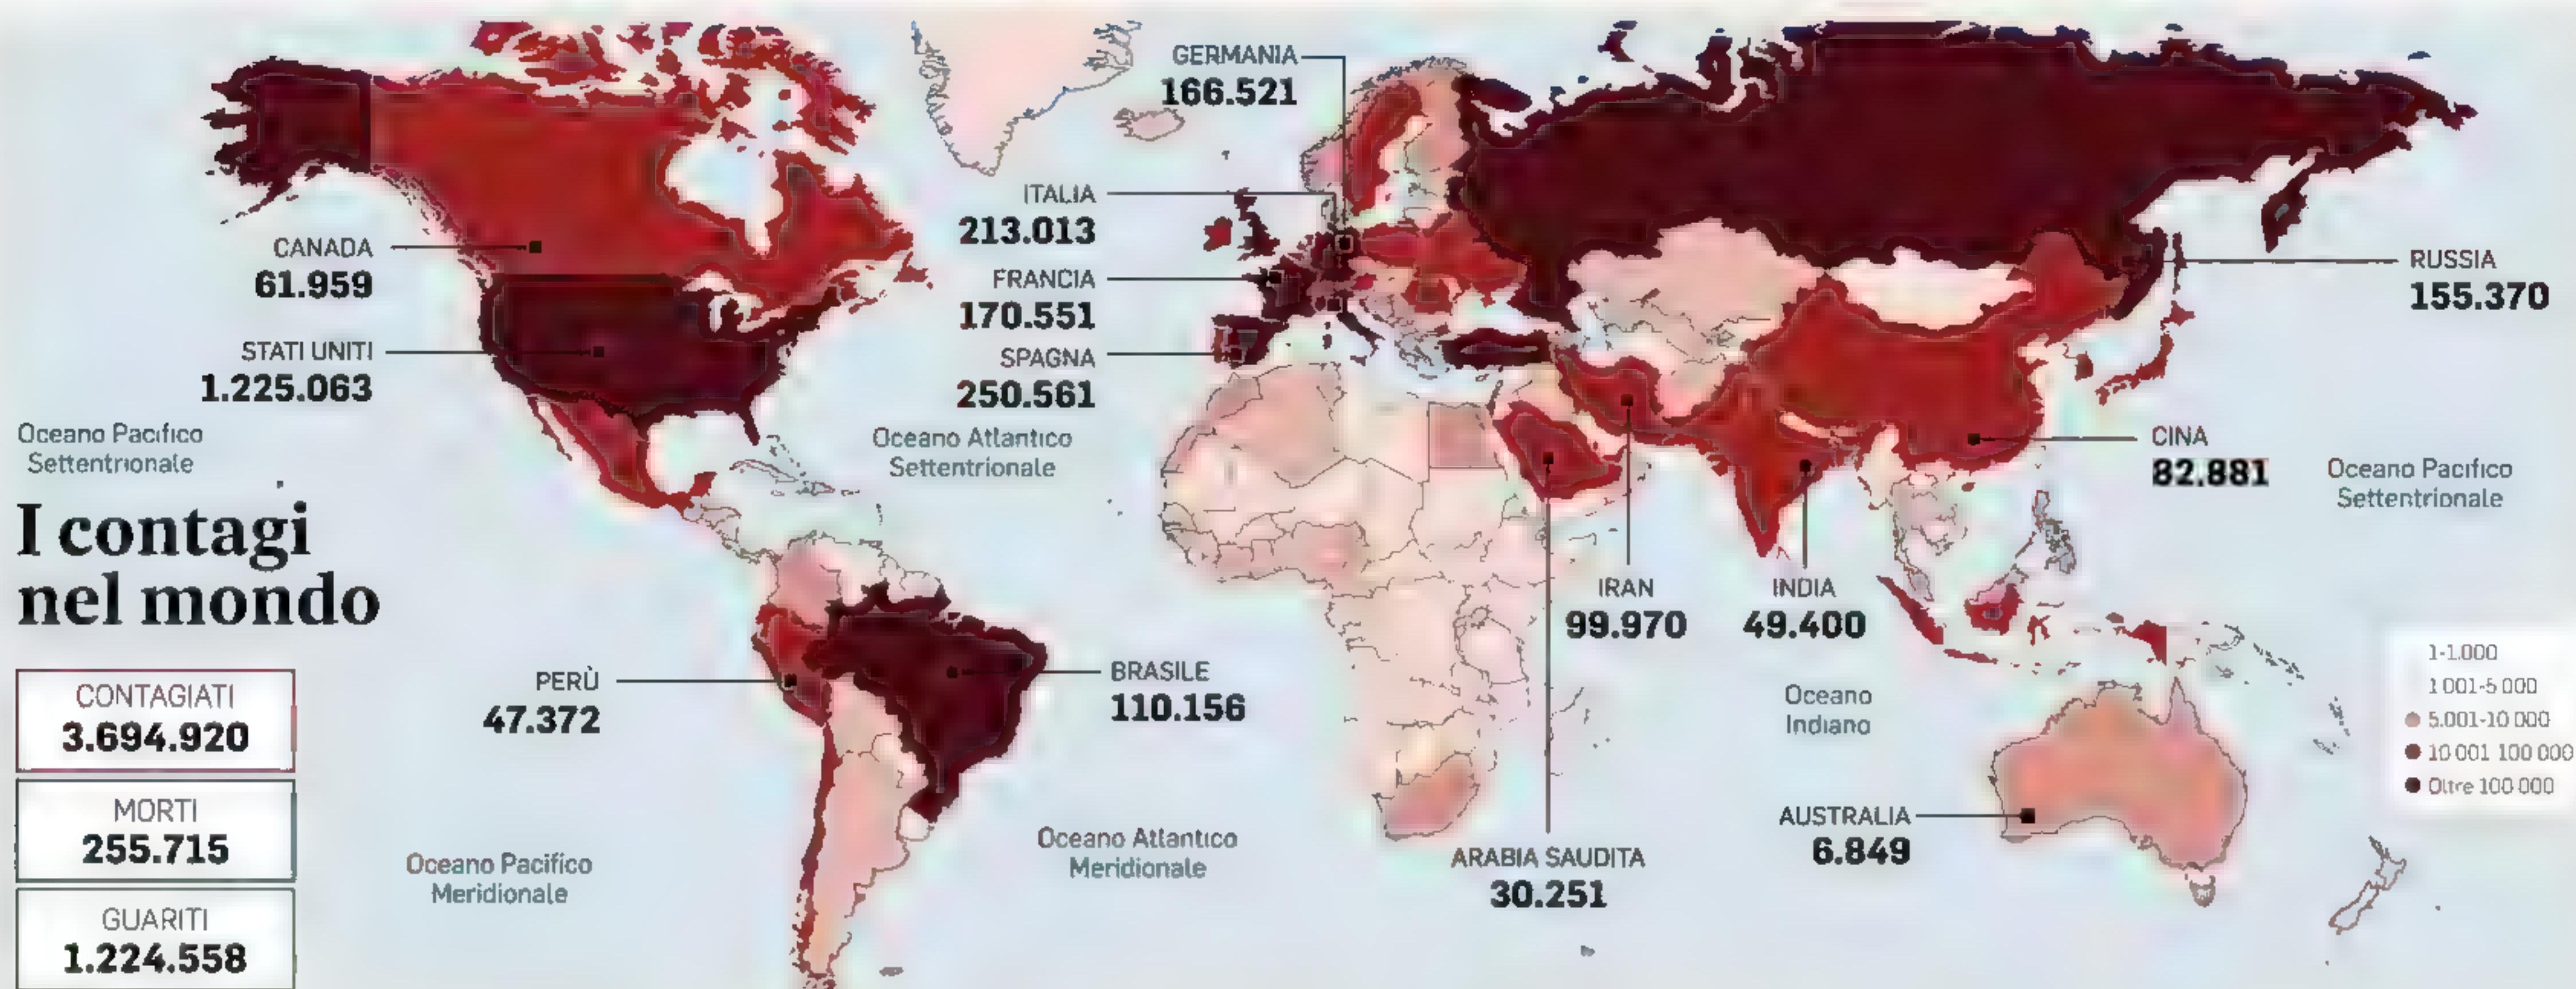 GERMANIA
166.521
ITALIA
213.013
CANADA
61.959
FRANCIA
170.551
RUSSIA
155.370
STATI UNITI
1.225.063
SPAGNA
250.561
Oceano Pacifico
Settentrionale
Oceano Atlantico
Settentrionale
CINA
82.881
Oceano Pacifico
Settentrionale
I contagi
nel mondo
IRAN
99.970
INDIA
49.400
CONTAGIATI
3.694.920
PERÙ
47.372
BRASILE
110.156
Oceano
Indiano
1-1.000
1 001-5 000
5.001-10 000
10 001 100 000
Oltre 100 000
MORTI
255.715
AUSTRALIA
6.849
Oceano Pacifico
Meridionale
Oceano Atlantico
Meridionale
ARABIA SAUDITA
30.251
GUARITI
1.224.558